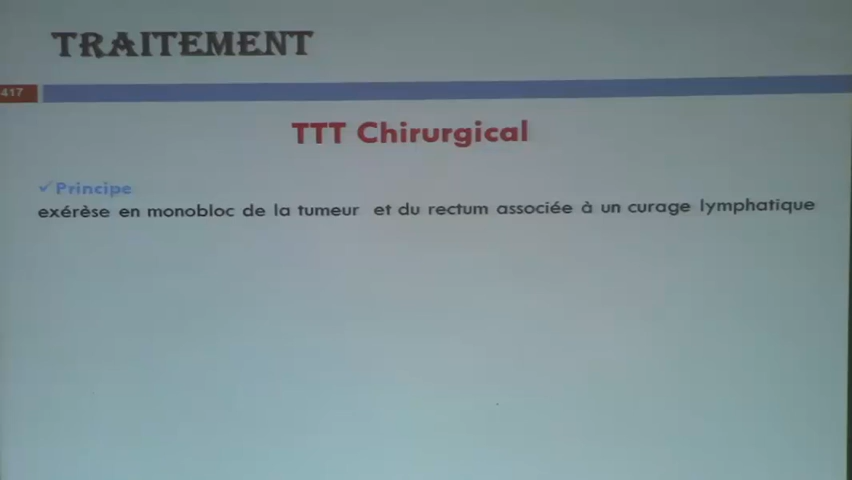 TRAITEMENT
417
TTT Chirurgical
✓Principe
exérèse en monobloc de la tumeur et du rectum associée à un curage lymphatique